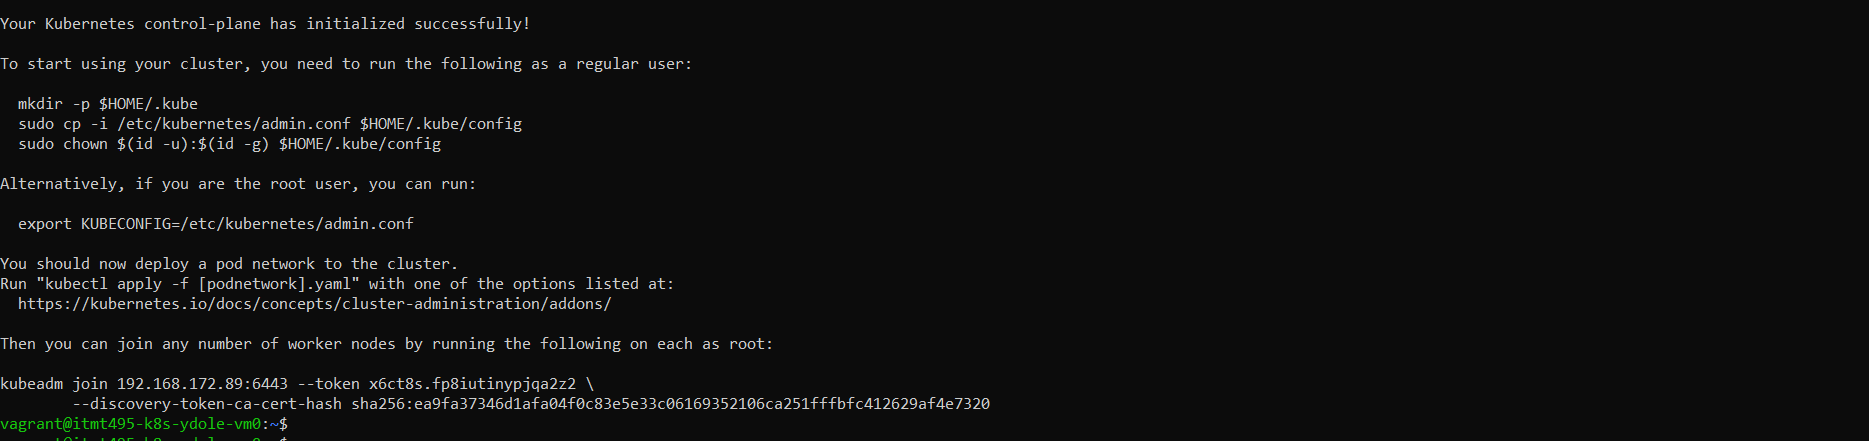 Your Kubernetes control-plane has initialized successfully!
To start using your cluster, you need to run the following as a regular user:
mkdir -p $HOME/.kube
sudo cp -i /etc/kubernetes/admin.conf $HOME/.kube/config
sudo chown $(id -u):$(id -g) $HOME/.kube/config
Alternatively, if you are the root user, you can run:
export KUBECONFIG=/etc/kubernetes/admin.conf
You should now deploy a pod network to the cluster.
Run "kubectl apply -f [podnetwork].yaml" with one of the options listed at:
https://kubernetes.io/docs/concepts/cluster-administration/addons/
Then you can join any number of worker nodes by running the following on each as root:
kubeadm join 192.168.172.89:6443 --token x6ct8s.fp8iutinypjqa2z2 \
--discovery-token-ca-cert-hash sha256:ea9fa37346d1afa04f0c83e5e33c06169352106ca251fffbfc412629af4e7320
vagrant@itmt495-k8s-ydole-vm0:~$